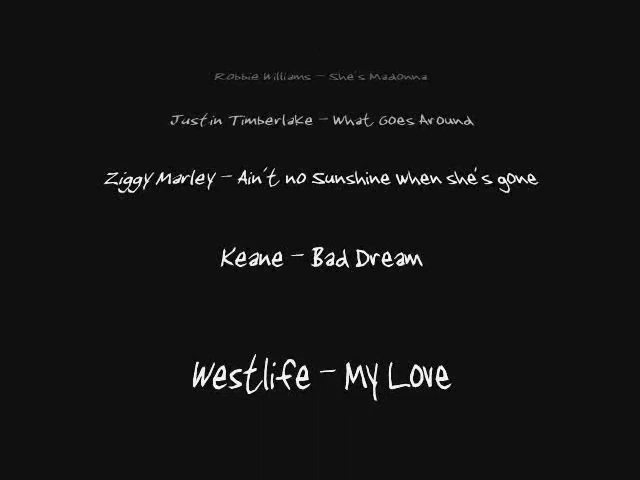 Robbie Williams - She's Madonna
Justin Timberlake - What Goes Around
Ziggy Marley - Ain't no Sunshine when she's gone
Keane - Bad Dream
Westlife - My Love